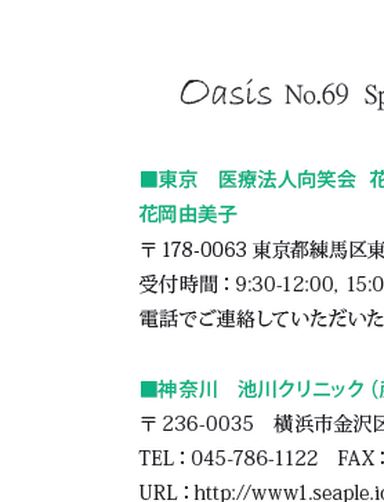 Oasis No.69 Sp
■東京　医療法人向笑会　花
花岡由美子
〒178-0063 東京都練馬区東
受付時間：9:30-12:00, 15:0
電話でご連絡していただいた
■神奈川　池川クリニック（
〒236-0035　横浜市金沢区
TEL：045-786-1122　FAX：
URL：http://www1.seaple.i